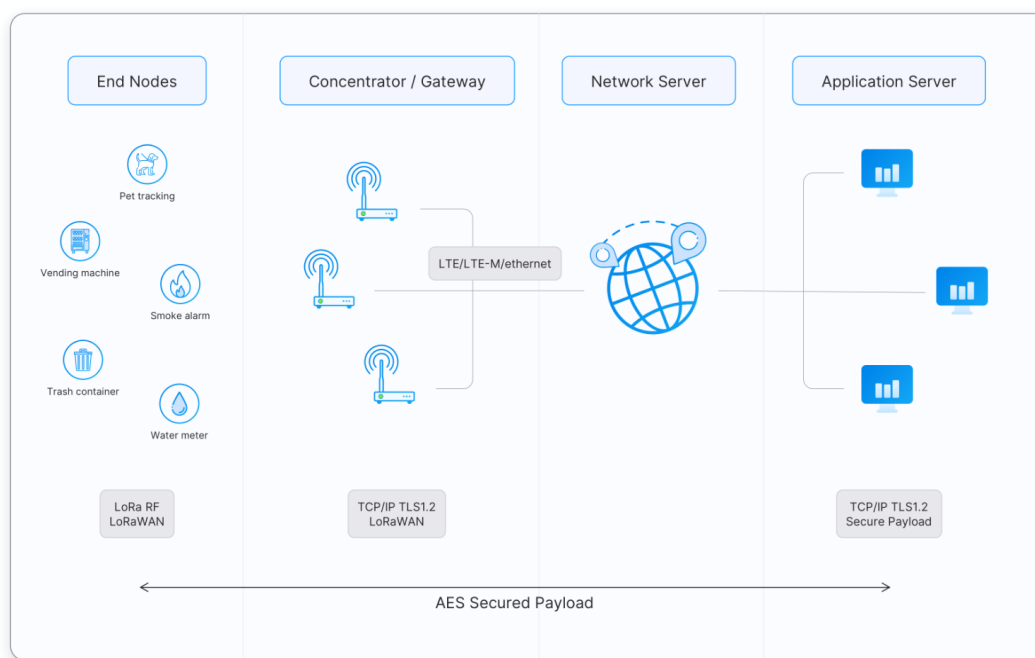 End Nodes
Concentrator / Gateway
Network Server
Application Server
Pet tracking
Vending machine
Smoke alarm
Trash container
Water meter
LTE/LTE-M/ethernet
LoRa RF
LoRaWAN
TCP/IP TLS1.2
LoRaWAN
TCP/IP TLS1.2
Secure Payload
AES Secured Payload